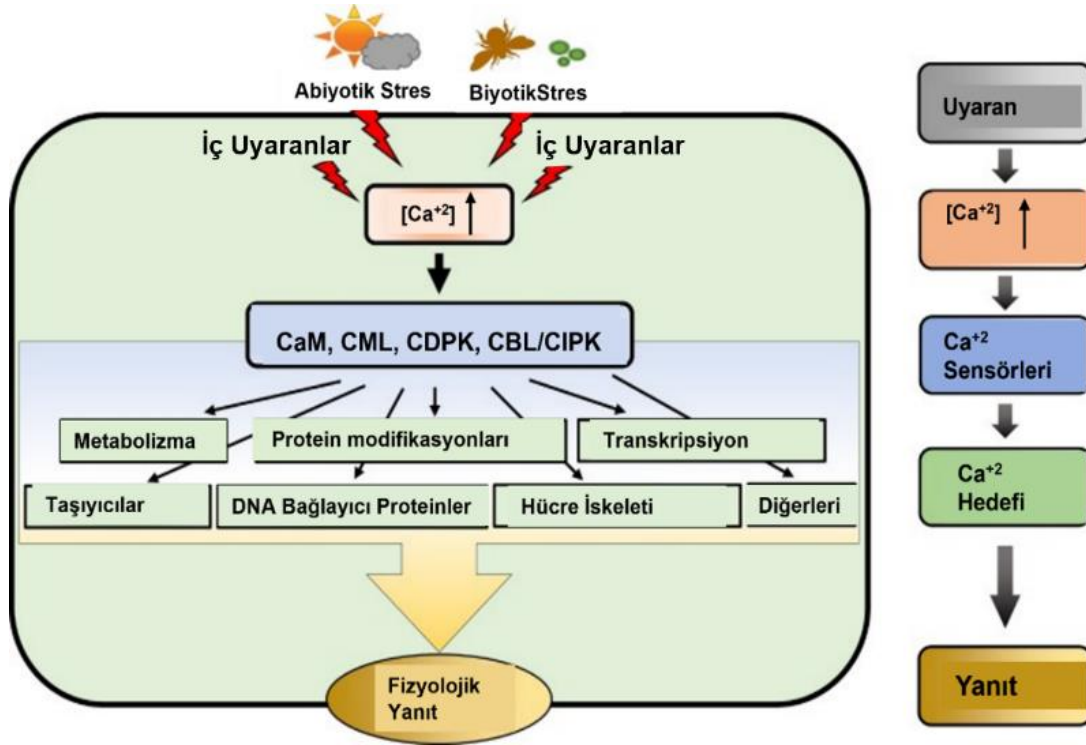 Abiyotik Stres
BiyotikStres
İç Uyaranlar
İç Uyaranlar
[Ca⁺²]
CaM, CML, CDPK, CBL/CIPK
Metabolizma
Protein modifikasyonları
Transkripsiyon
Taşıyıcılar
DNA Bağlayıcı Proteinler
Hücre İskeleti
Diğerleri
Fizyolojik
Yanıt
Uyaran
[Ca⁺²]
Ca⁺²
Sensörleri
Ca⁺²
Hedefi
Yanıt